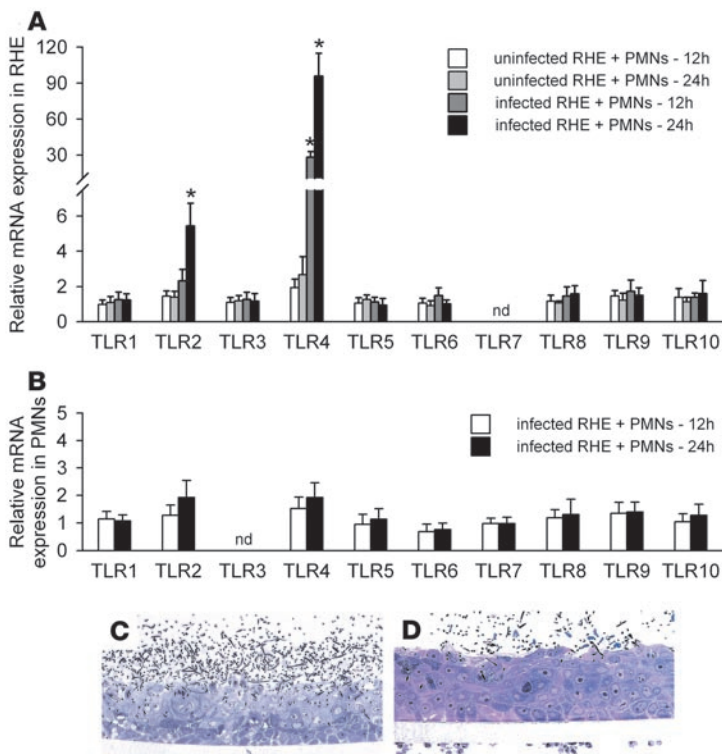 A
Relative mRNA expression in RHE
120
90
60
30
6
4
2
0
uninfected RHE + PMNs - 12h
uninfected RHE + PMNs - 24h
infected RHE + PMNs - 12h
infected RHE + PMNs - 24h
*
*
*
nd
TLR1 TLR2 TLR3 TLR4 TLR5 TLR6 TLR7 TLR8 TLR9 TLR10
B
Relative mRNA
expression in PMNs
5
4
3
2
1
0
infected RHE + PMNs - 12h
infected RHE + PMNs - 24h
nd
TLR1 TLR2 TLR3 TLR4 TLR5 TLR6 TLR7 TLR8 TLR9 TLR10
C
D